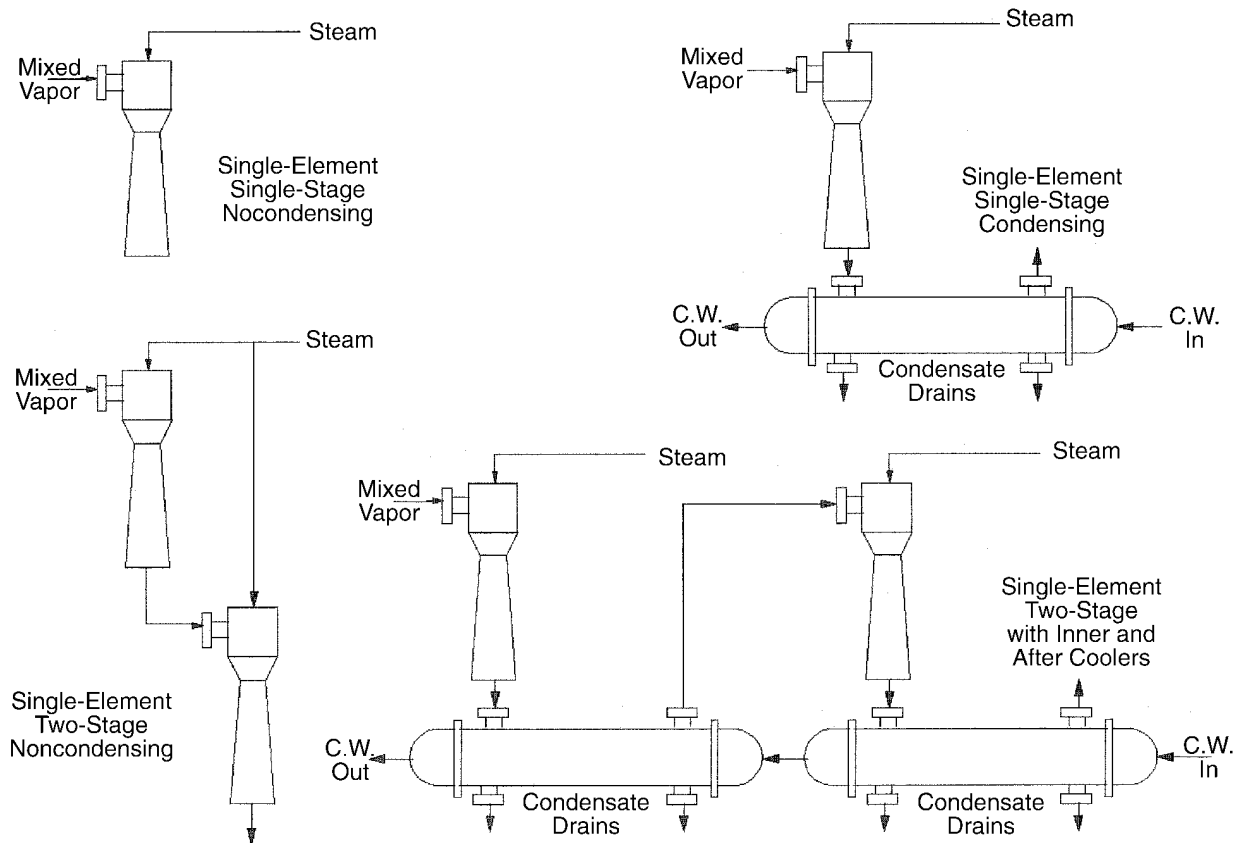 Steam
Mixed
Vapor
Single-Element
Single-Stage
Nocondensing
Steam
Mixed
Vapor
Single-Element
Single-Stage
Condensing
C.W.
Out
C.W.
In
Condensate
Drains
Steam
Mixed
Vapor
Single-Element
Two-Stage
Noncondensing
Steam
Mixed
Vapor
Steam
Single-Element
Two-Stage
with Inner and
After Coolers
C.W.
Out
C.W.
In
Condensate
Drains
Condensate
Drains